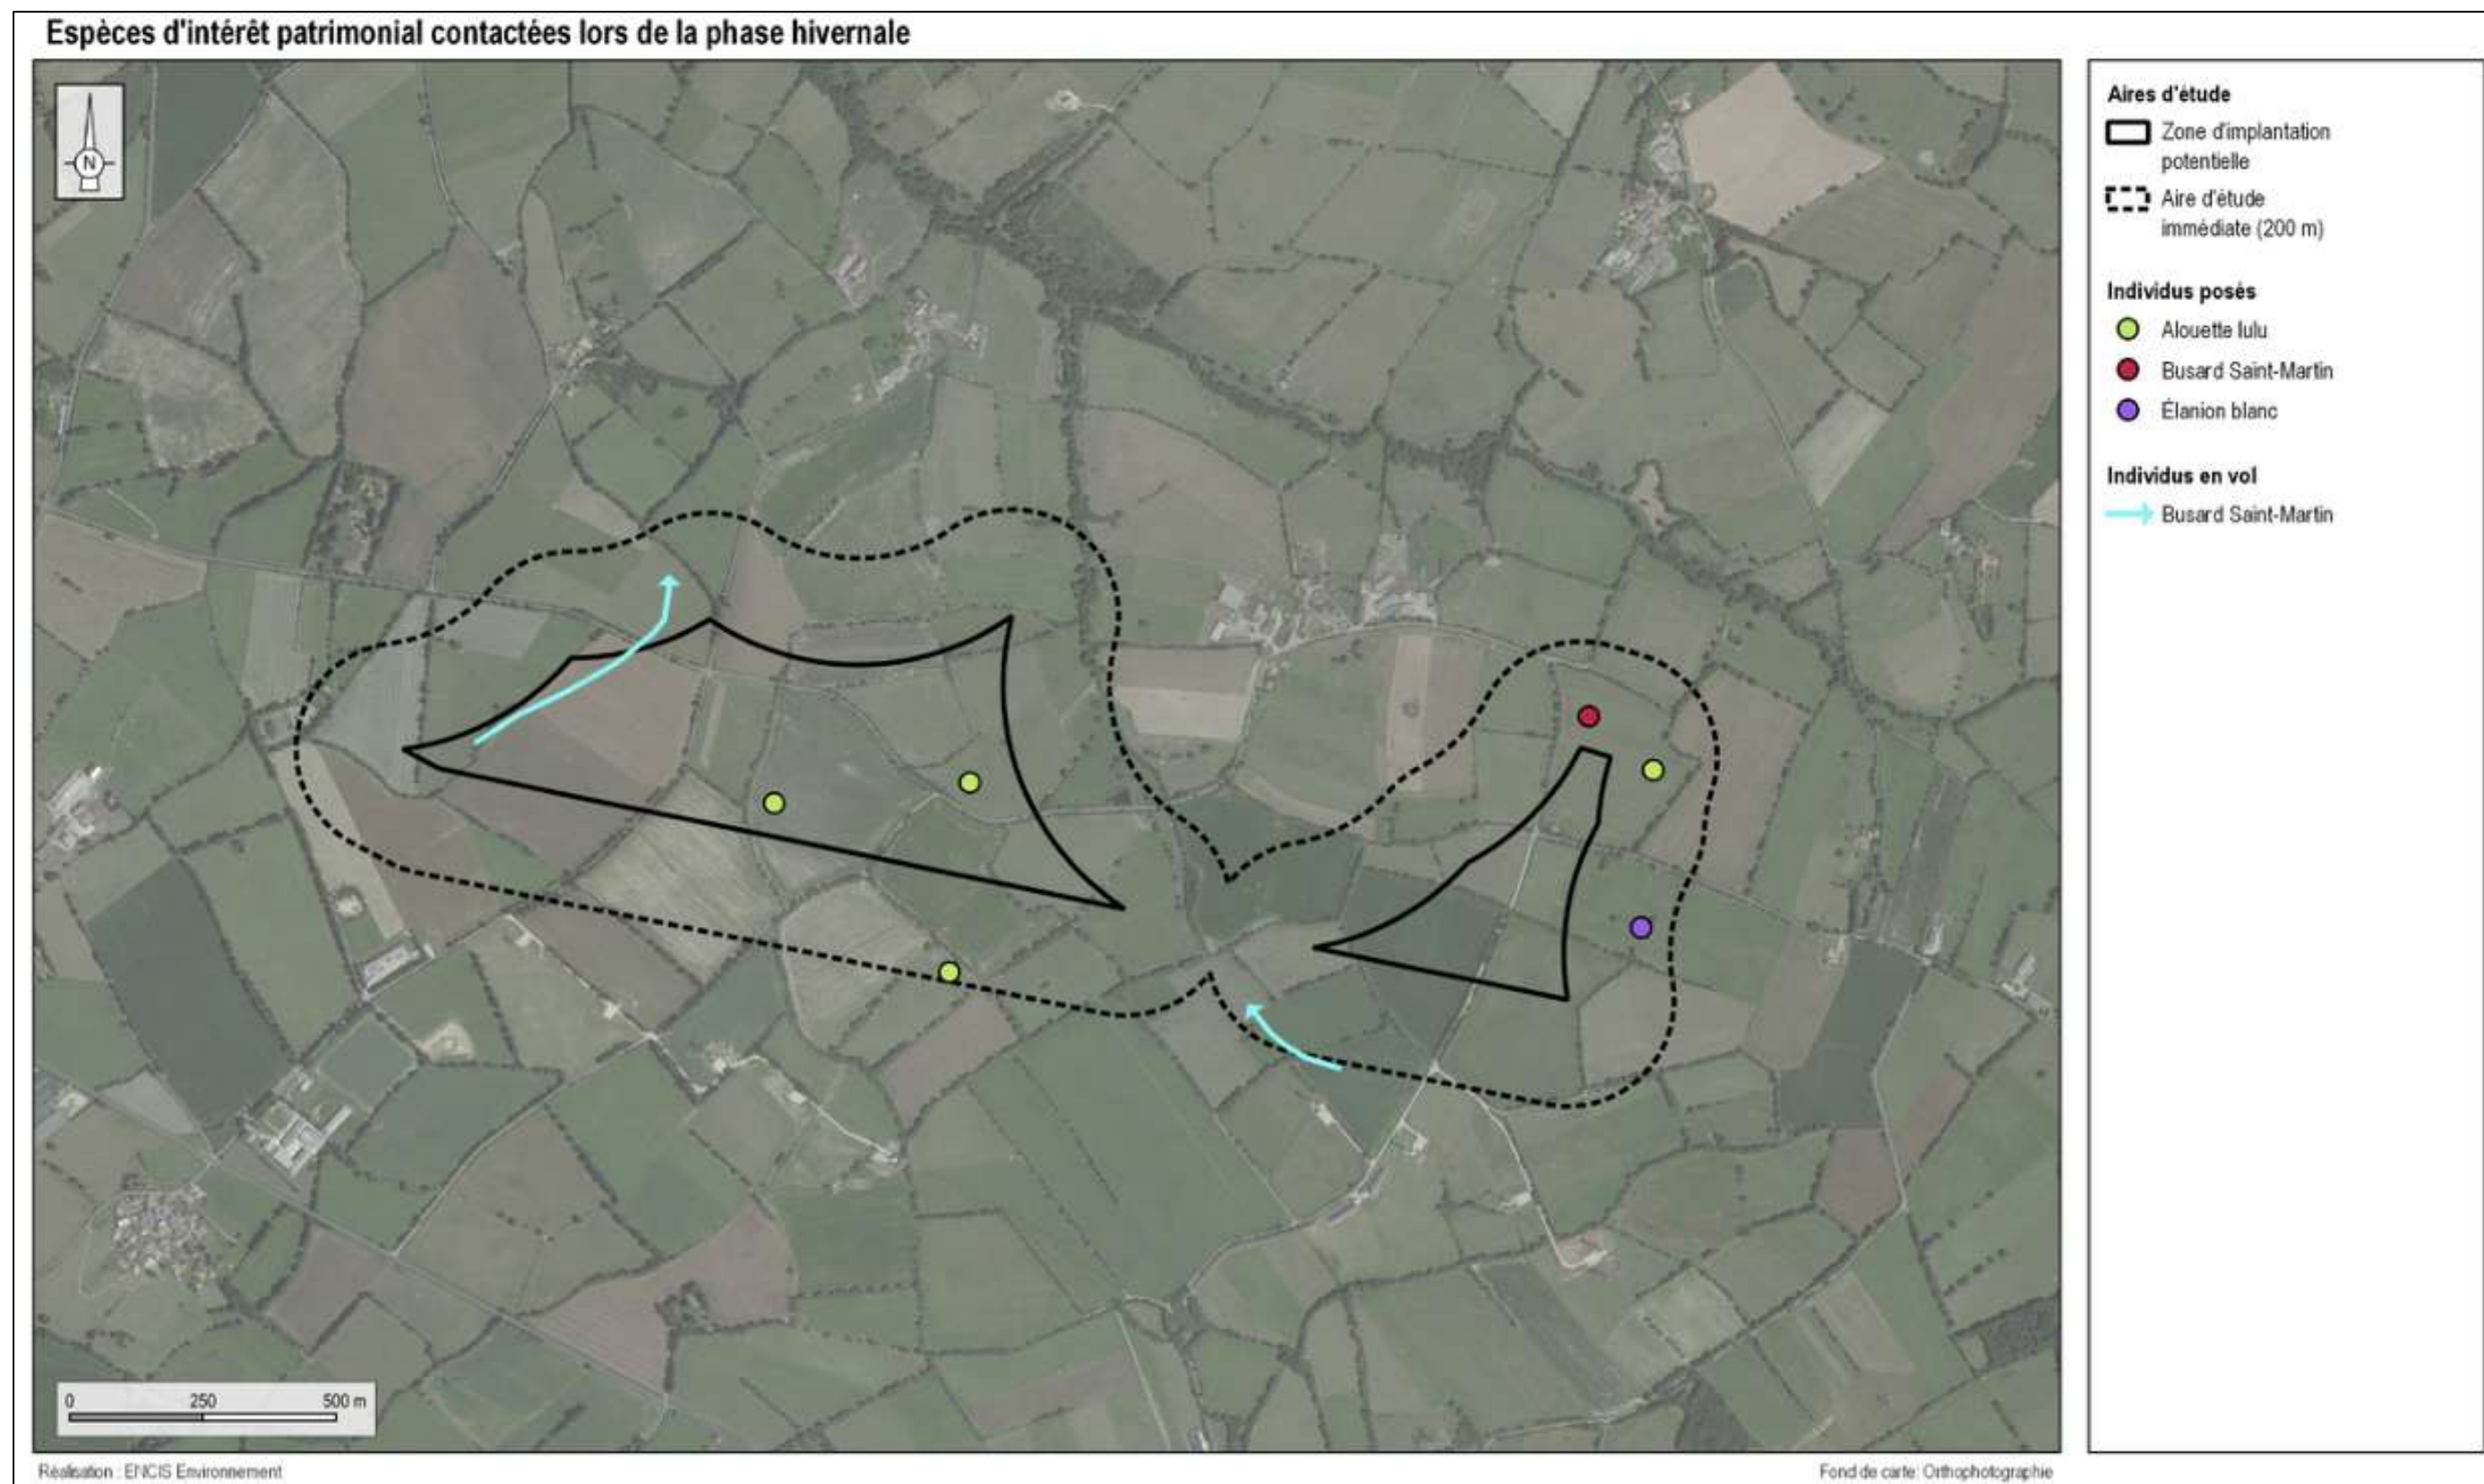 Espèces d'intérêt patrimonial contactées lors de la phase hivernale
N
Aires d'étude
Zone d'implantation
potentielle
Aire d'étude
immédiate (200 m)
Individus posés
Alouette lulu
Busard Saint-Martin
Élanion blanc
Individus en vol
Busard Saint-Martin
0 250 500 m
Réalisation : ENCIS Environnement
Fond de carte: Orthophotographie